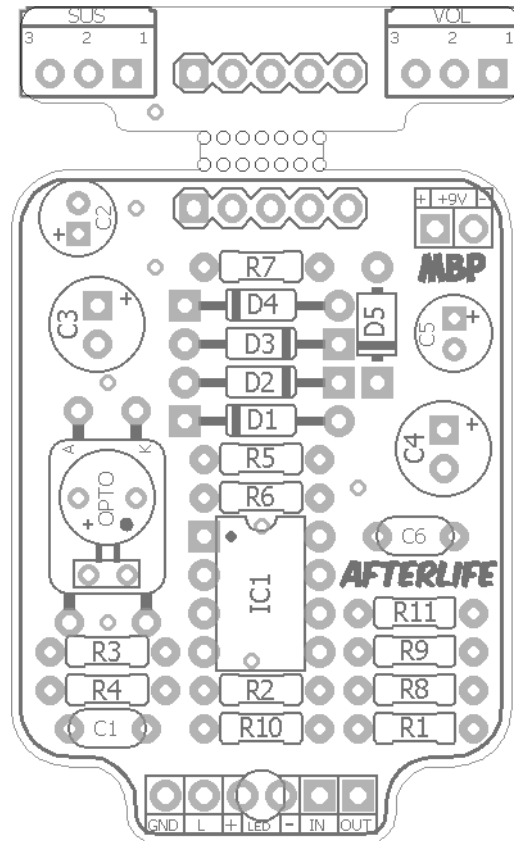 SUS VOL
3 2 1 3 2 1
C2 + +9V -
+
R7 MBP
C3 + D4 D5 C5 +
D3
D2
D1 C4 +
A K R5
OPTO R6
+ IC1 C6
AFTERLIFE
R11
R3 R9
R4 R2 R8
C1 R10 R1
GND L + LED - IN OUT